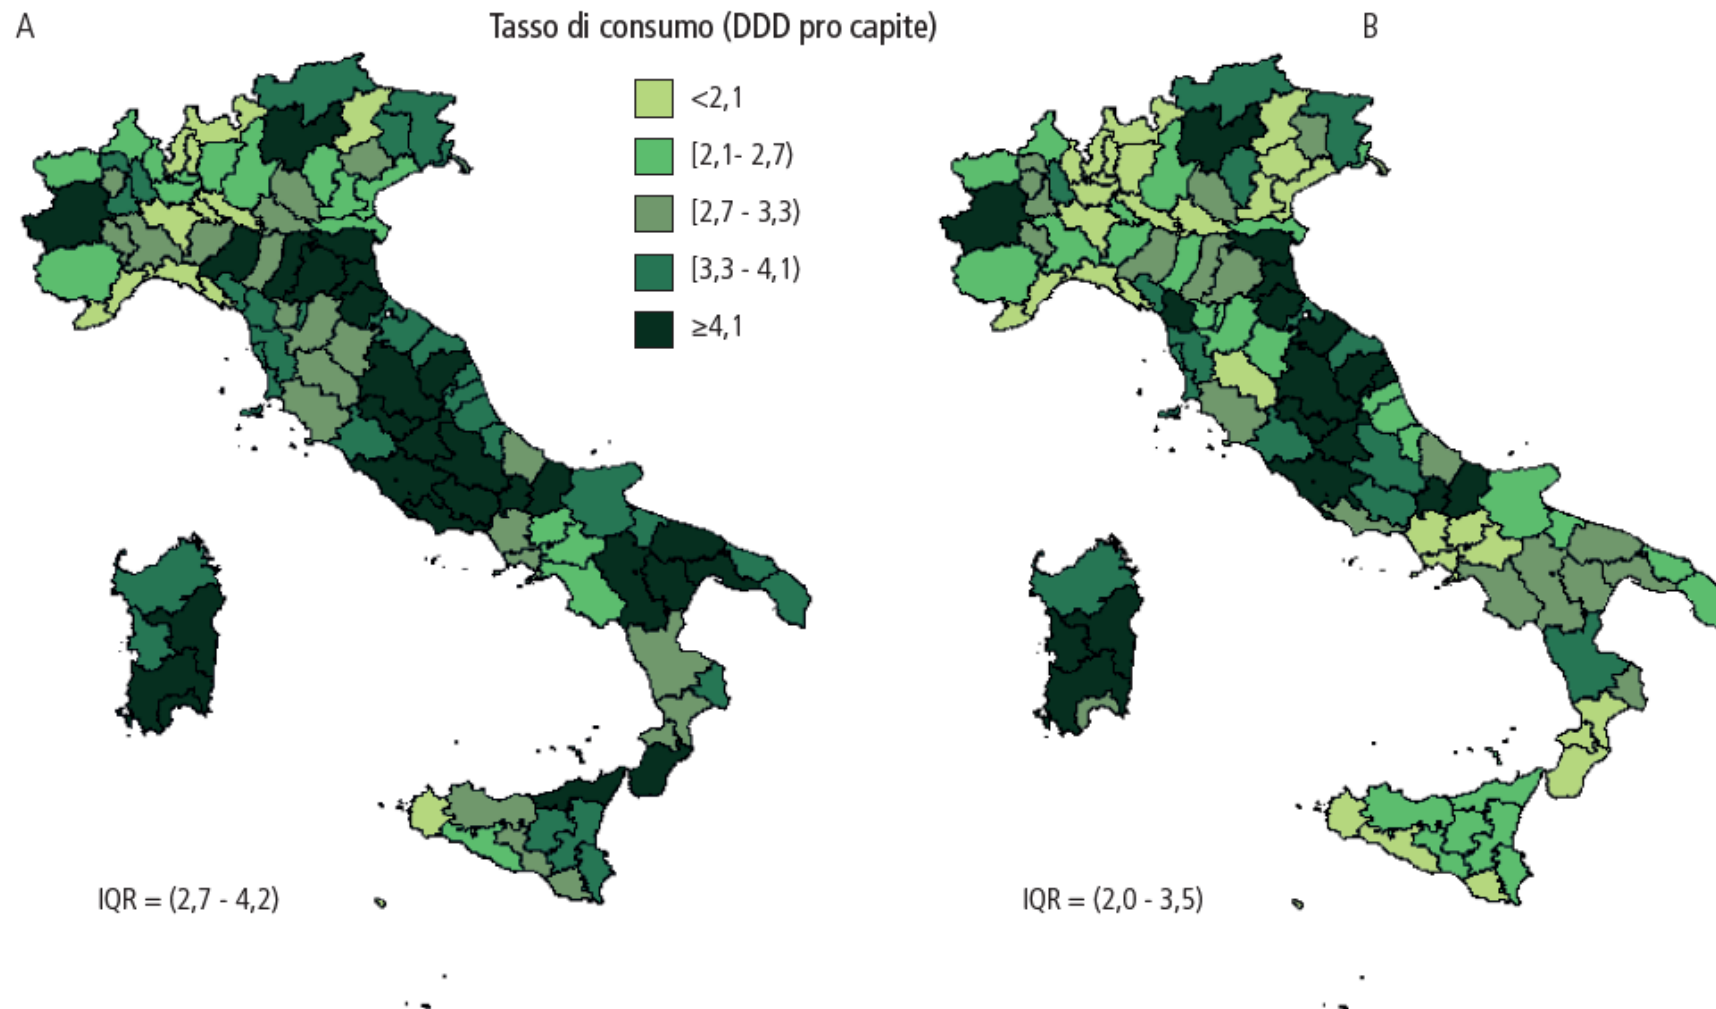 A
Tasso di consumo (DDD pro capite)
B
<2,1
[2,1- 2,7)
[2,7 - 3,3)
[3,3 - 4,1)
≥4,1
IQR = (2,7 - 4,2)
IQR = (2,0 - 3,5)